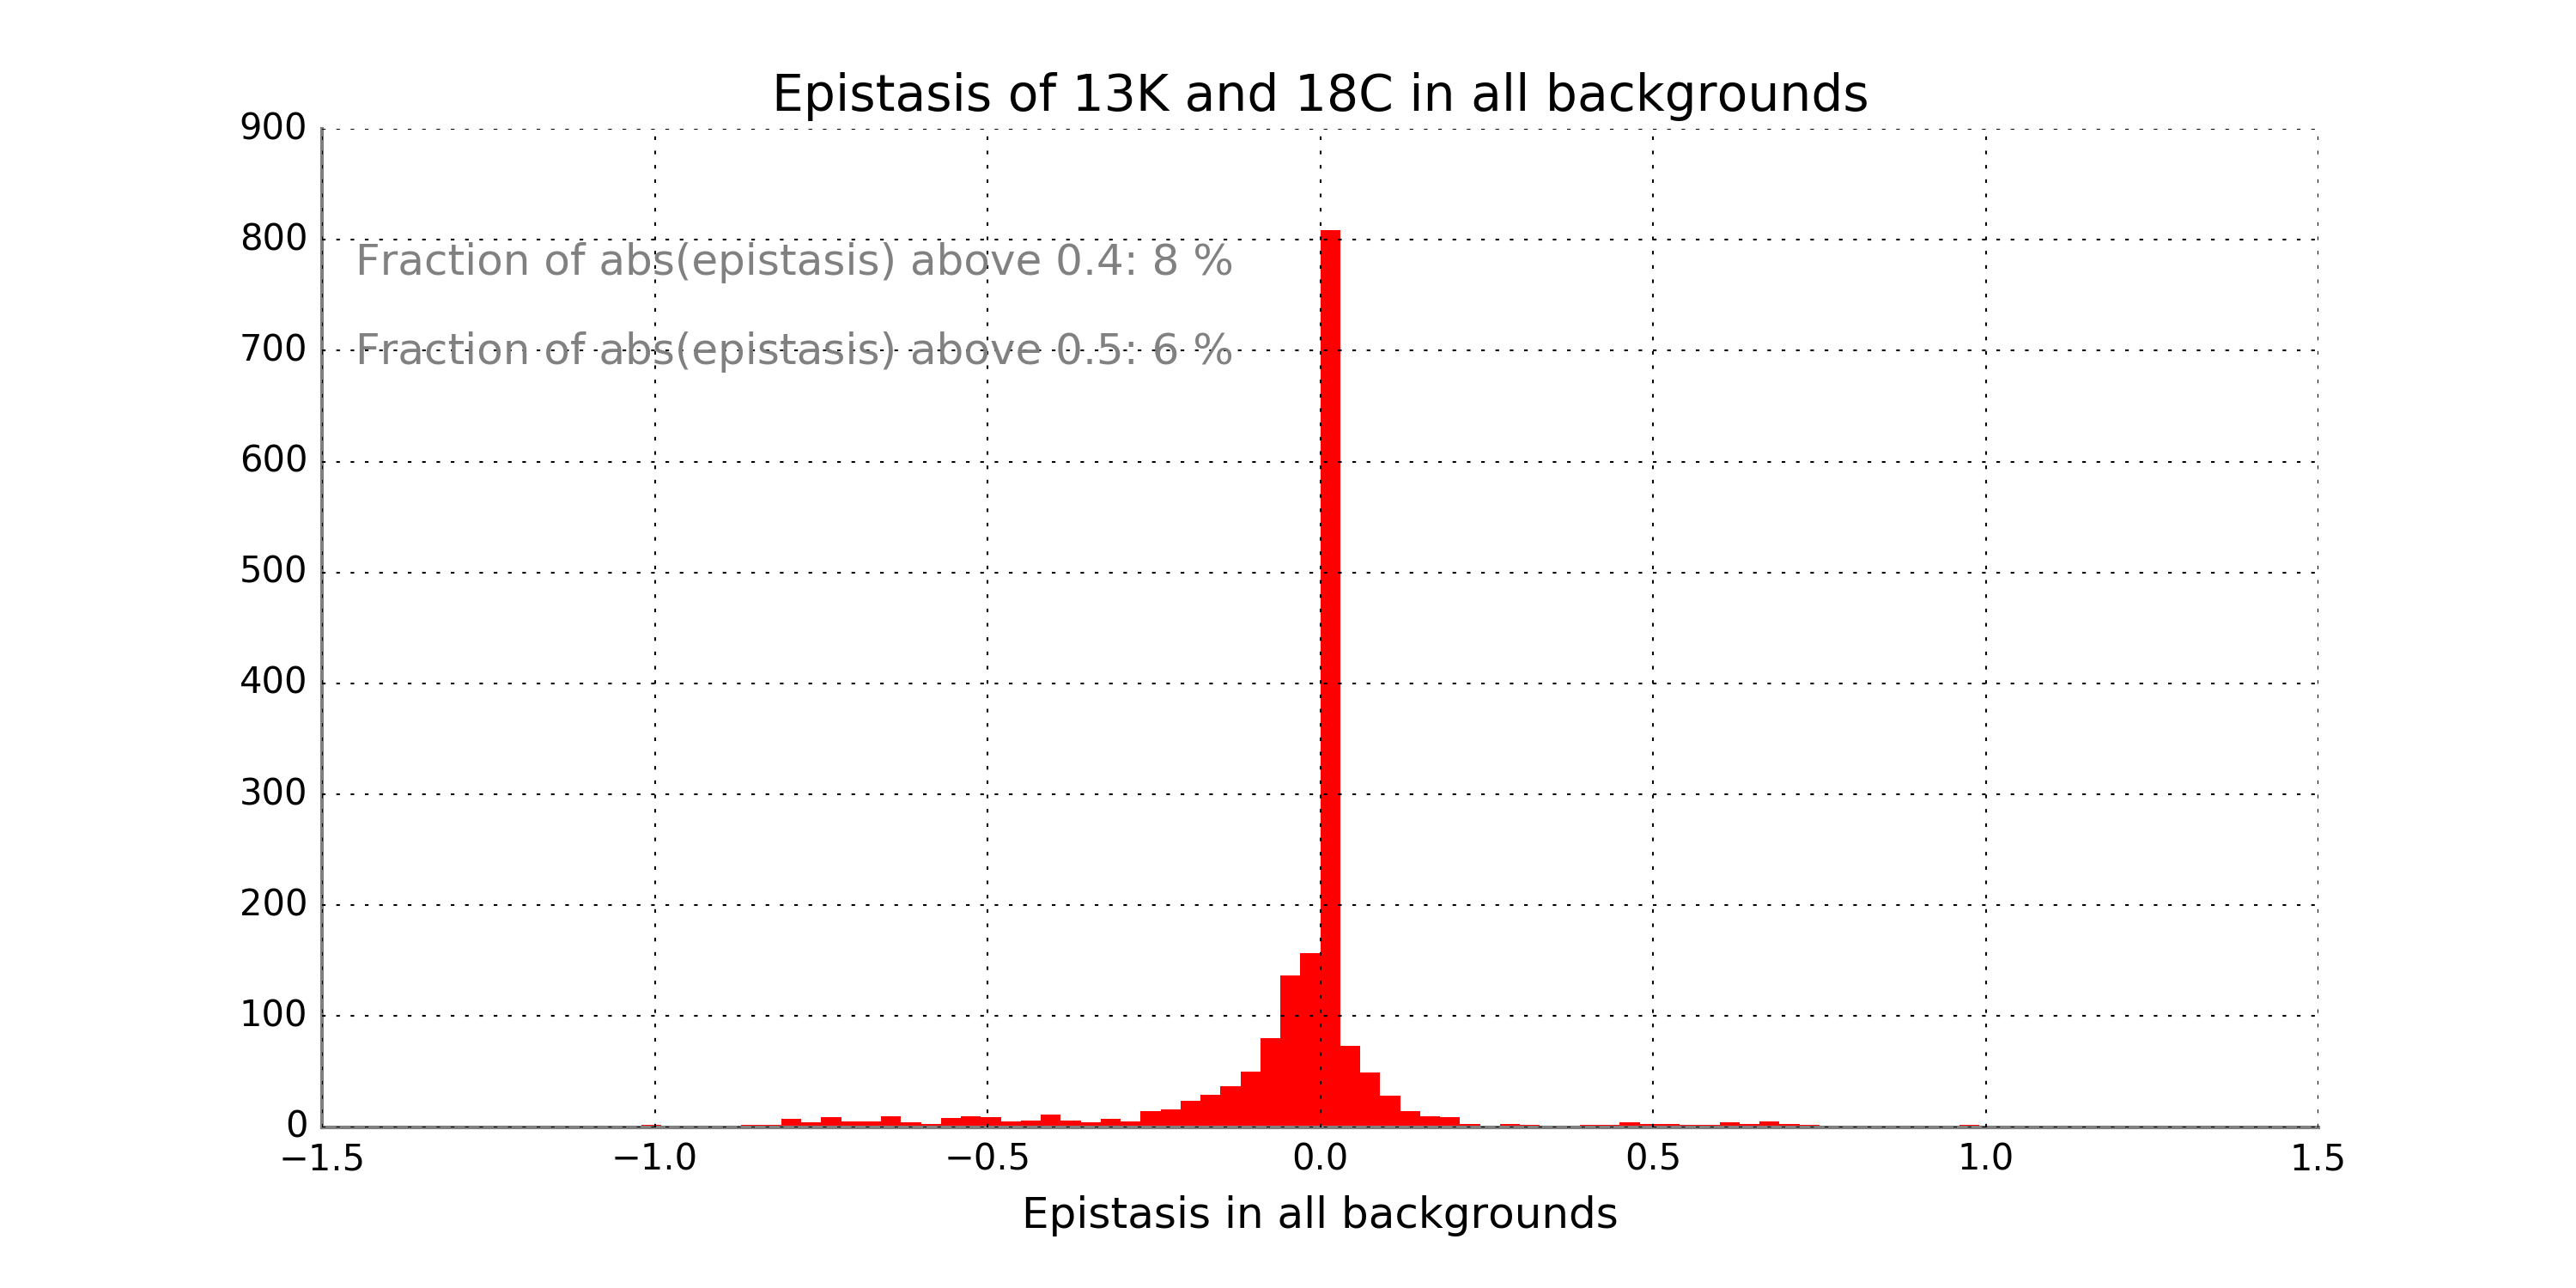 Epistasis of 13K and 18C in all backgrounds
900
800
Fraction of abs(epistasis) above 0.4: 8 %
700
Fraction of abs(epistasis) above 0.5: 6 %
600
500
400
300
200
100
0
−1.5 −1.0 −0.5 0.0 0.5 1.0 1.5
Epistasis in all backgrounds